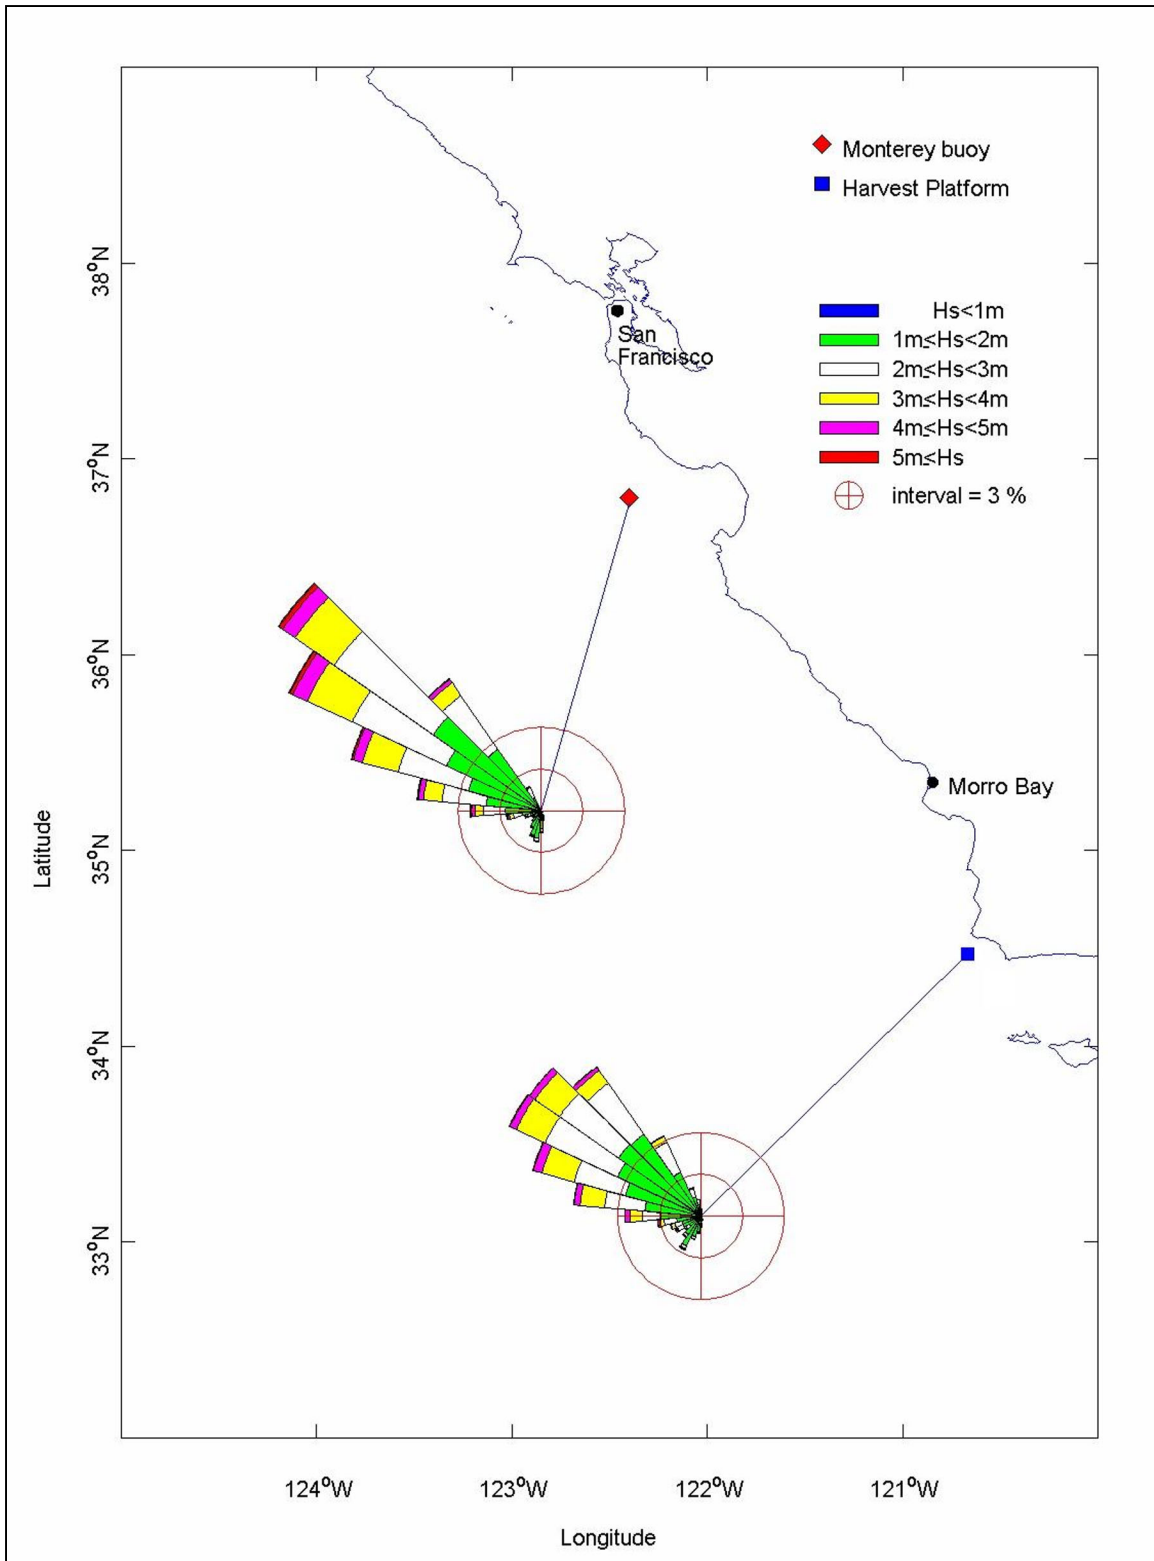 Monterey buoy
Harvest Platform
38°N
Hs<1m
San
Francisco
1m≤Hs<2m
2m≤Hs<3m
3m≤Hs<4m
4m≤Hs<5m
5m≤Hs
interval = 3 %
37°N
36°N
Morro Bay
35°N
Latitude
34°N
33°N
124°W
123°W
122°W
121°W
Longitude